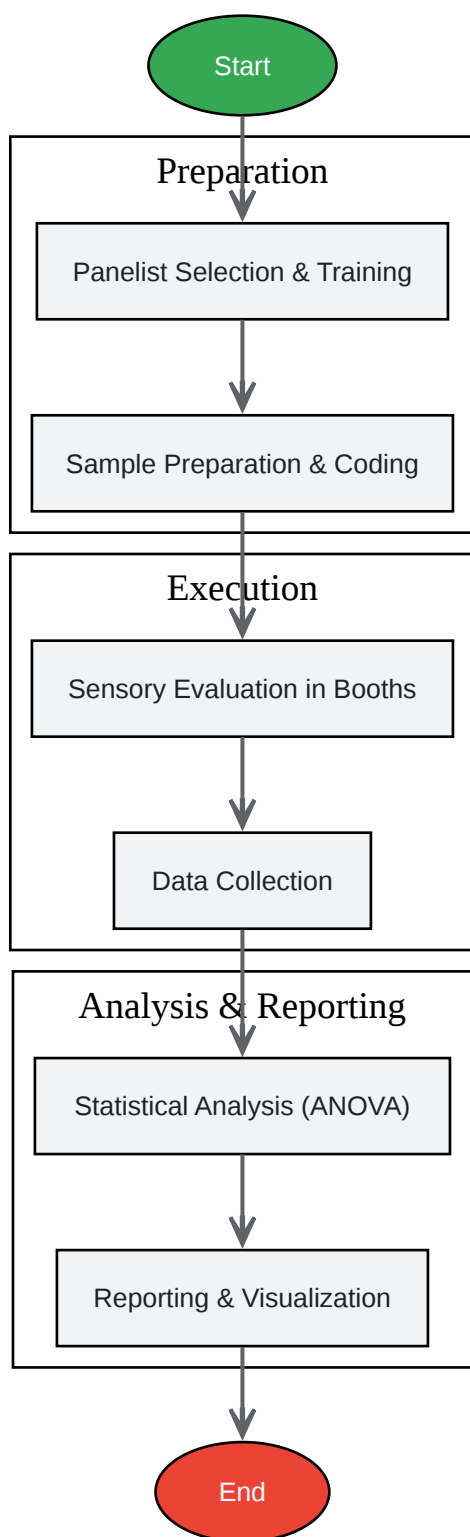 Start
Preparation
Panelist Selection & Training
Sample Preparation & Coding
Execution
Sensory Evaluation in Booths
Data Collection
Analysis & Reporting
Statistical Analysis (ANOVA)
Reporting & Visualization
End